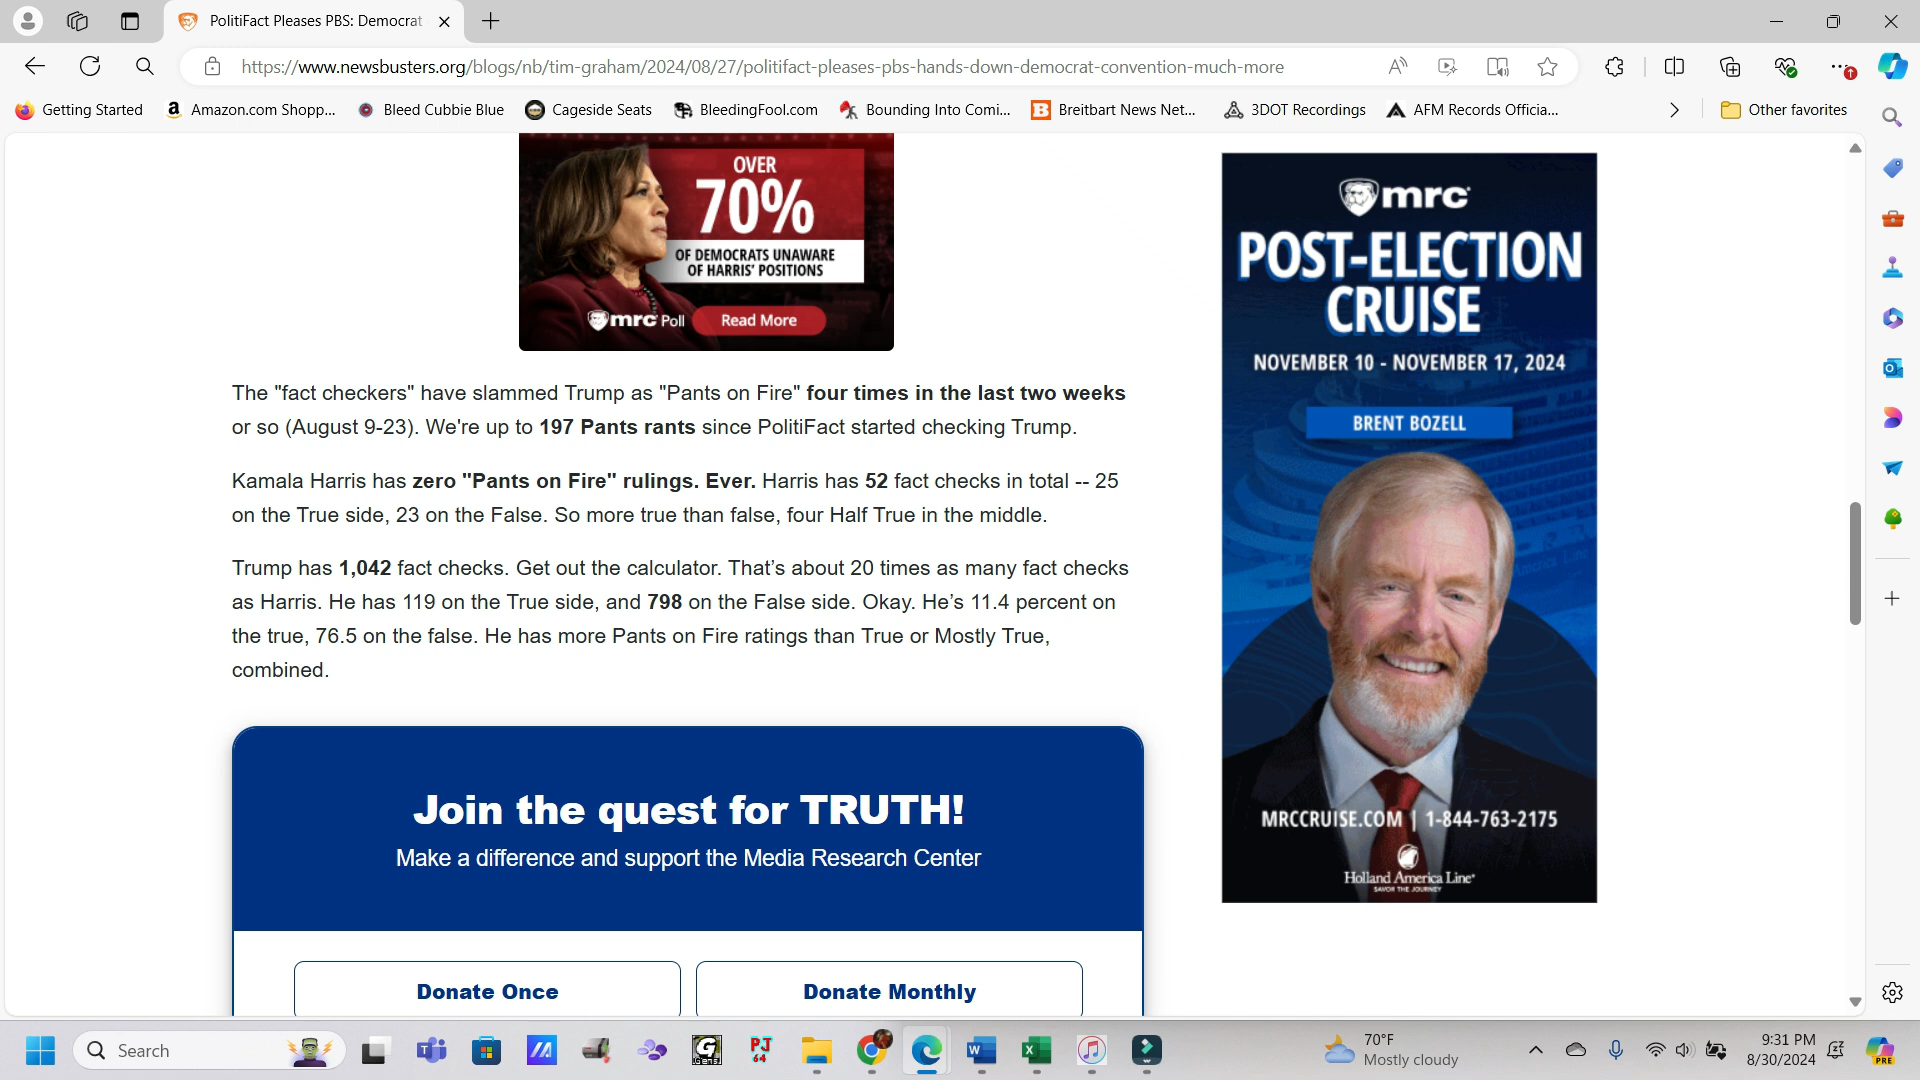 PolitiFact Pleases PBS: Democrat
https://www.newsbusters.org/blogs/nb/tim-graham/2024/08/27/politifact-pleases-pbs-hands-down-democrat-convention-much-more
Getting Started
Amazon.com Shopp...
Bleed Cubbie Blue
Cageside Seats
BleedingFool.com
Bounding Into Comi...
Breitbart News Net...
3DOT Recordings
AFM Records Officia...
Other favorites
OVER
70%
OF DEMOCRATS UNAWARE
OF HARRIS' POSITIONS
mrc Poll
Read More
The "fact checkers" have slammed Trump as "Pants on Fire" four times in the last two weeks
or so (August 9-23). We're up to 197 Pants rants since PolitiFact started checking Trump.
Kamala Harris has zero "Pants on Fire" rulings. Ever. Harris has 52 fact checks in total -- 25
on the True side, 23 on the False. So more true than false, four Half True in the middle.
Trump has 1,042 fact checks. Get out the calculator. That’s about 20 times as many fact checks
as Harris. He has 119 on the True side, and 798 on the False side. Okay. He’s 11.4 percent on
the true, 76.5 on the false. He has more Pants on Fire ratings than True or Mostly True,
combined.
Join the quest for TRUTH!
Make a difference and support the Media Research Center
Donate Once
Donate Monthly
mrc
POST-ELECTION
CRUISE
NOVEMBER 10 - NOVEMBER 17, 2024
BRENT BOZELL
MRCCRUISE.COM | 1-844-763-2175
Holland America Line
SAVOR THE JOURNEY
Search
70°F
Mostly cloudy
9:31 PM
8/30/2024